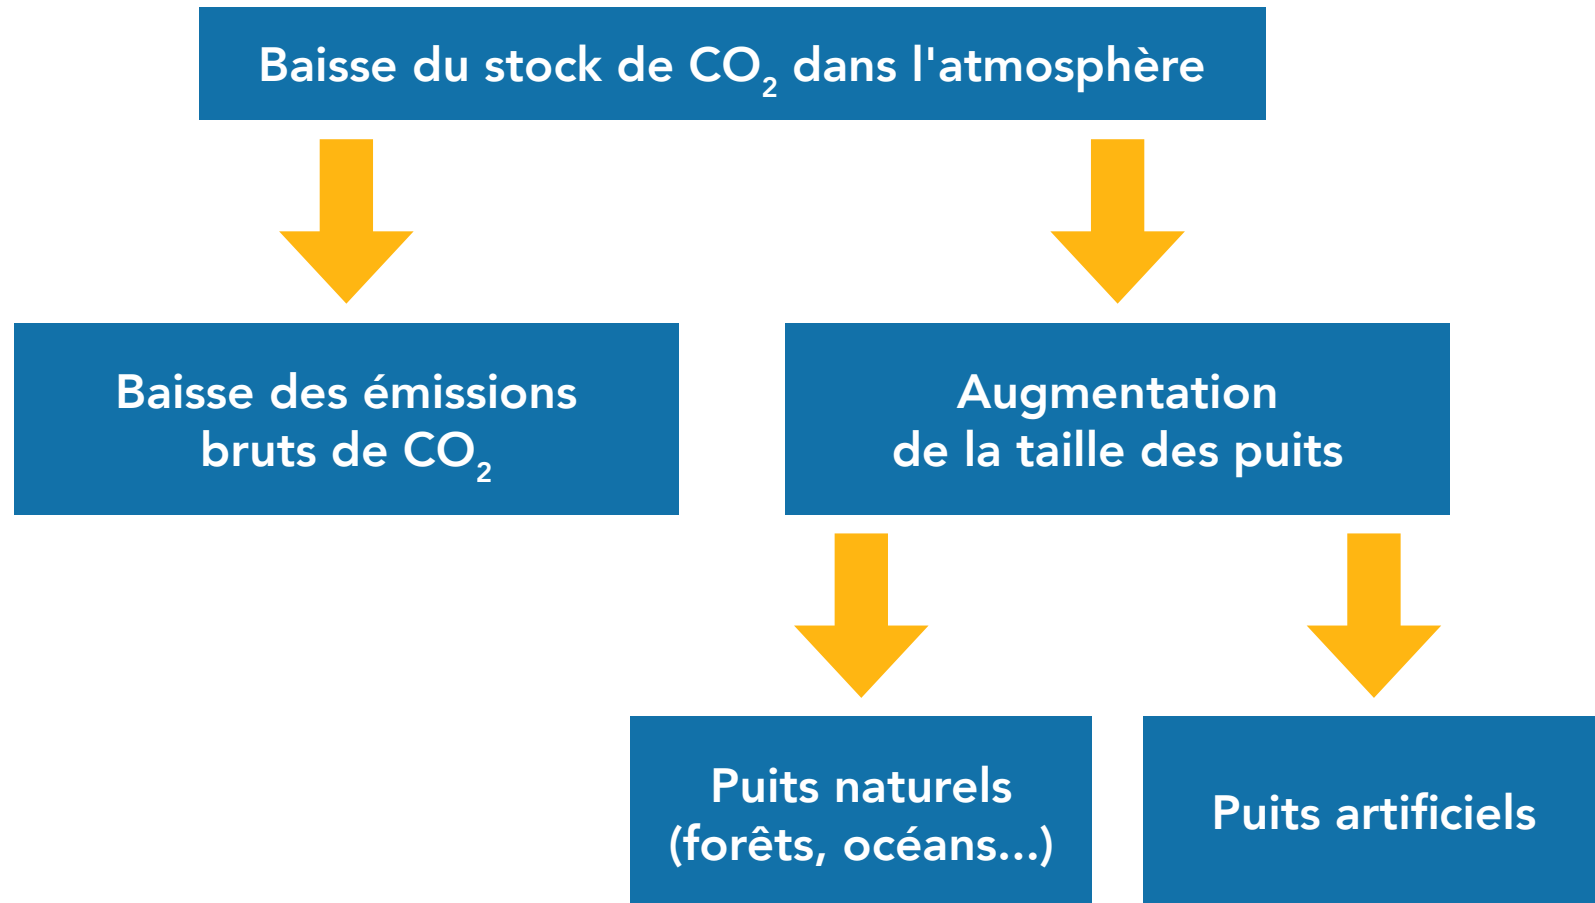 Baisse du stock de CO₂ dans l'atmosphère
Baisse des émissions
bruts de CO₂
Augmentation
de la taille des puits
Puits naturels
(forêts, océans...)
Puits artificiels